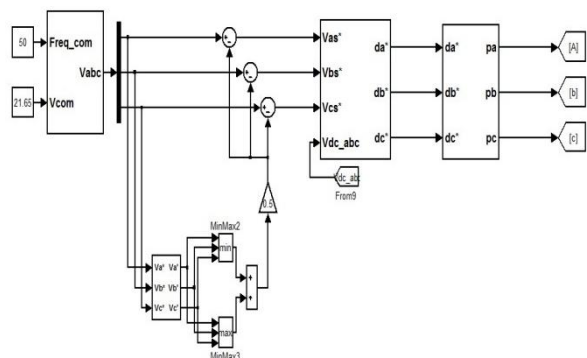 50
Freq_com
Vabc
21.65
Vcom
+
-
+
-
+
-
Vas*
Vbs*
Vcs*
Vdc_abc
da*
db*
dc*
da*
db*
dc*
pa
pb
pc
[A]
[b]
[c]
Vdc_abc
From9
0.5
MinMax2
min
Va* Va'
Vb* Vb'
Vc* Vc'
+
+
max
MinMax3